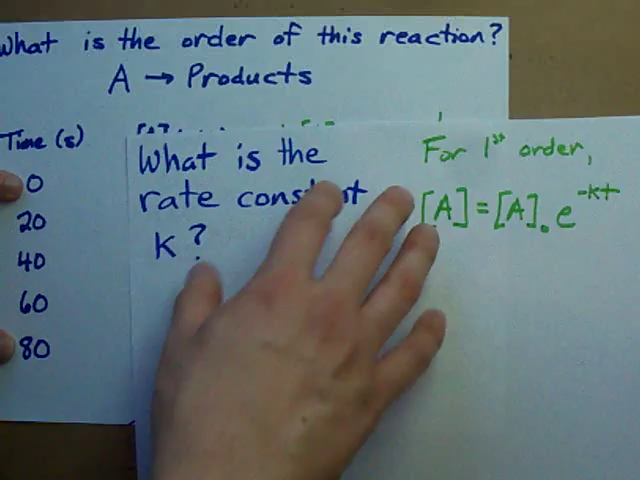 What is the order of this reaction?
A → Products
Time (s)
0
20
40
60
80
What is the
rate constant
k?
For 1st order,
[A] = [A]₀ e^-kt